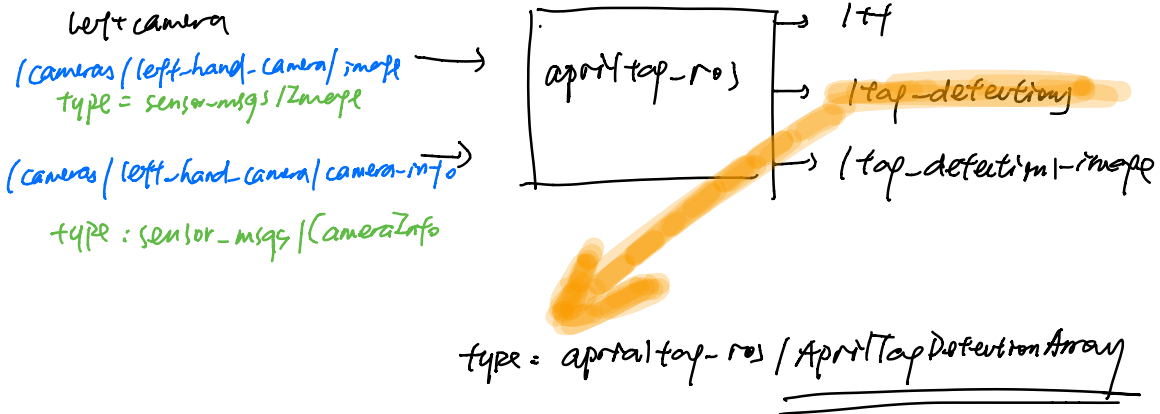 left camera
/cameras/left_hand_camera/image
type = sensor_msgs/Image
/cameras/left_hand_camera/camera_info
type : sensor_msgs/CameraInfo
apriltag_ros
/tf
/tag_detections
/tag_detections_image
type = aprialtag_ros/AprilTagDetectionArray